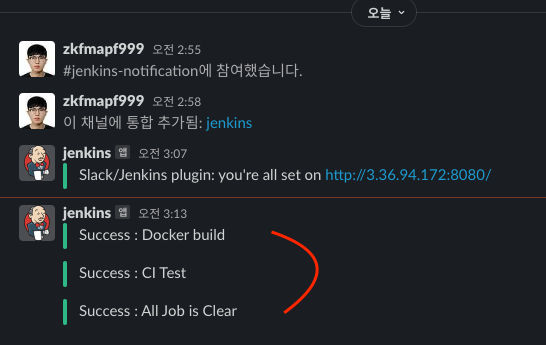 오늘
zkfmapf999 오전 2:55
#jenkins-notification에 참여했습니다.
zkfmapf999 오전 2:58
이 채널에 통합 추가됨: jenkins
jenkins 앱 오전 3:07
Slack/Jenkins plugin: you're all set on http://3.36.94.172:8080/
jenkins 앱 오전 3:13
Success : Docker build
Success : CI Test
Success : All Job is Clear